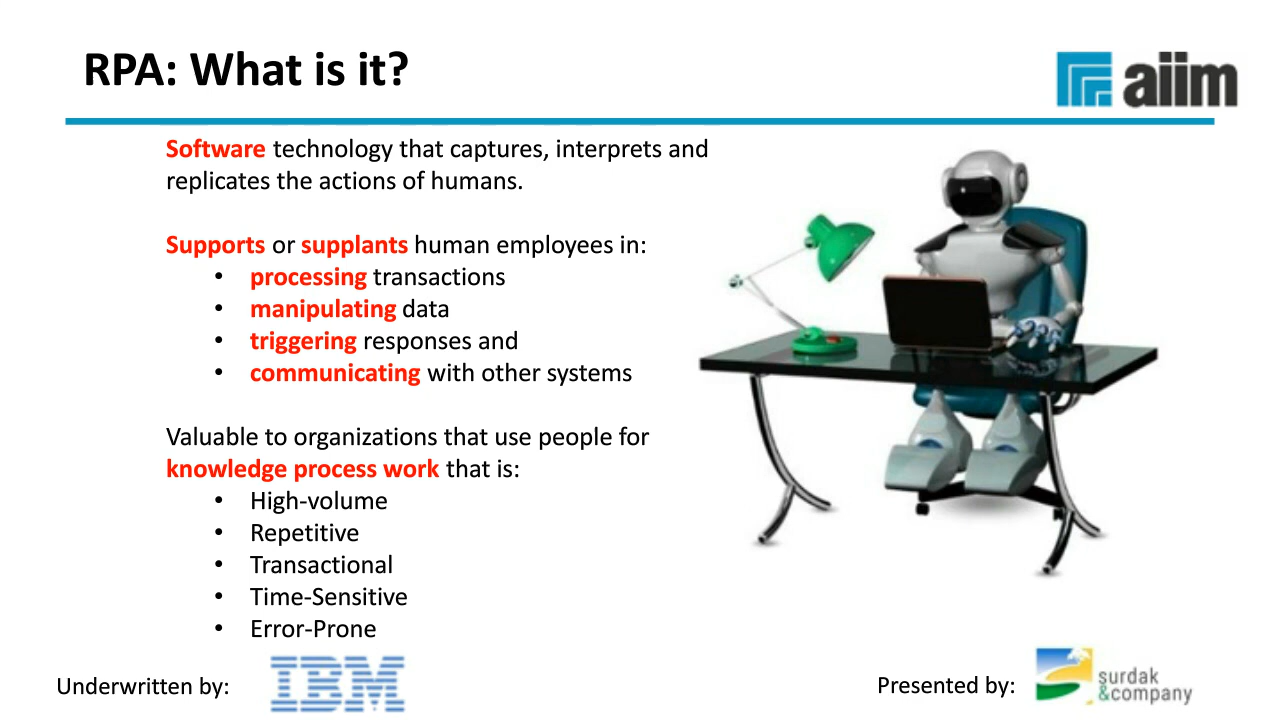 RPA: What is it?
aiim
Software technology that captures, interprets and
replicates the actions of humans.
Supports or supplants human employees in:
• processing transactions
• manipulating data
• triggering responses and
• communicating with other systems
Valuable to organizations that use people for
knowledge process work that is:
• High-volume
• Repetitive
• Transactional
• Time-Sensitive
• Error-Prone
Underwritten by:
IBM
Presented by:
surdak
&company